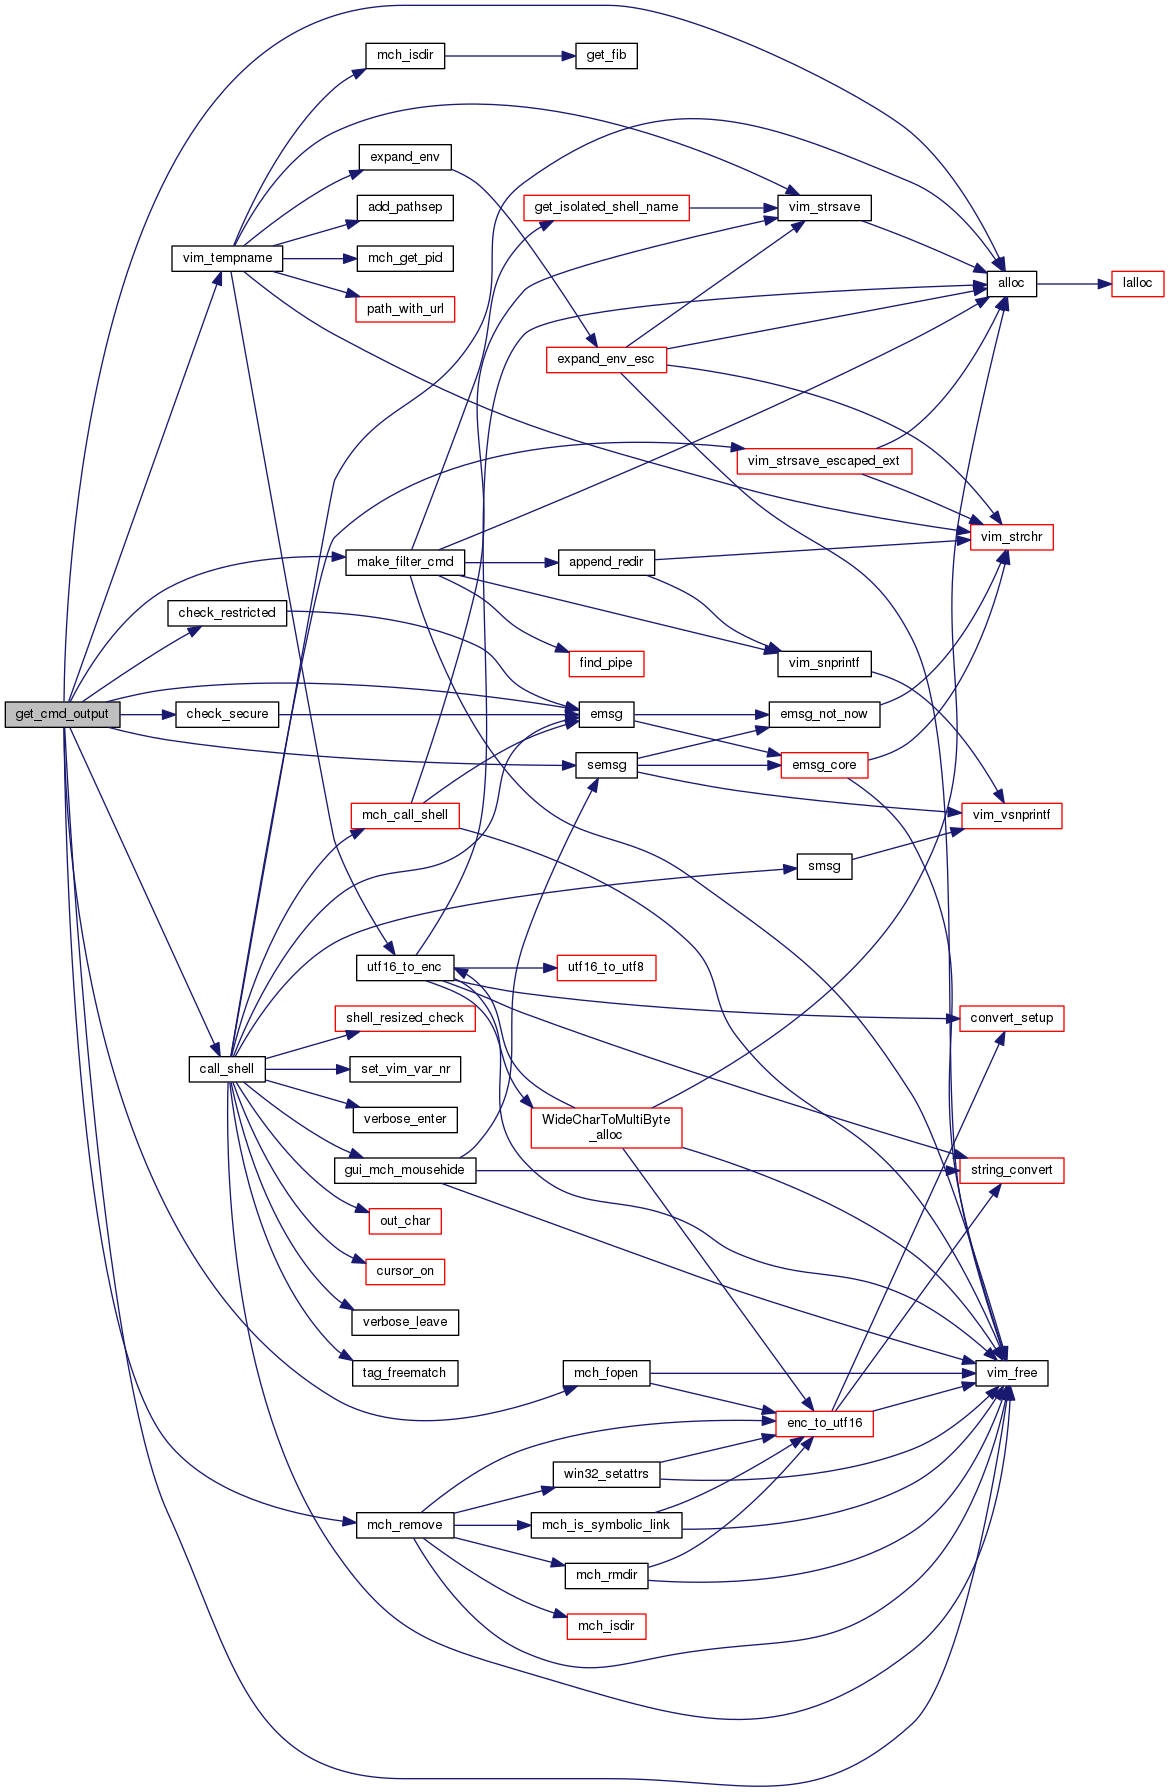 mch_isdir
get_fib
expand_env
get_isolated_shell_name
vim_strsave
add_pathsep
vim_tempname
mch_get_pid
alloc
lalloc
path_with_url
expand_env_esc
vim_strsave_escaped_ext
vim_strchr
make_filter_cmd
append_redir
check_restricted
find_pipe
vim_snprintf
get_cmd_output
check_secure
emsg
emsg_not_now
semsg
emsg_core
mch_call_shell
vim_vsnprintf
smsg
utf16_to_enc
utf16_to_utf8
shell_resized_check
convert_setup
call_shell
set_vim_var_nr
verbose_enter
WideCharToMultiByte
_alloc
gui_mch_mousehide
string_convert
out_char
cursor_on
verbose_leave
tag_freematch
mch_fopen
vim_free
enc_to_utf16
win32_setattrs
mch_remove
mch_is_symbolic_link
mch_rmdir
mch_isdir